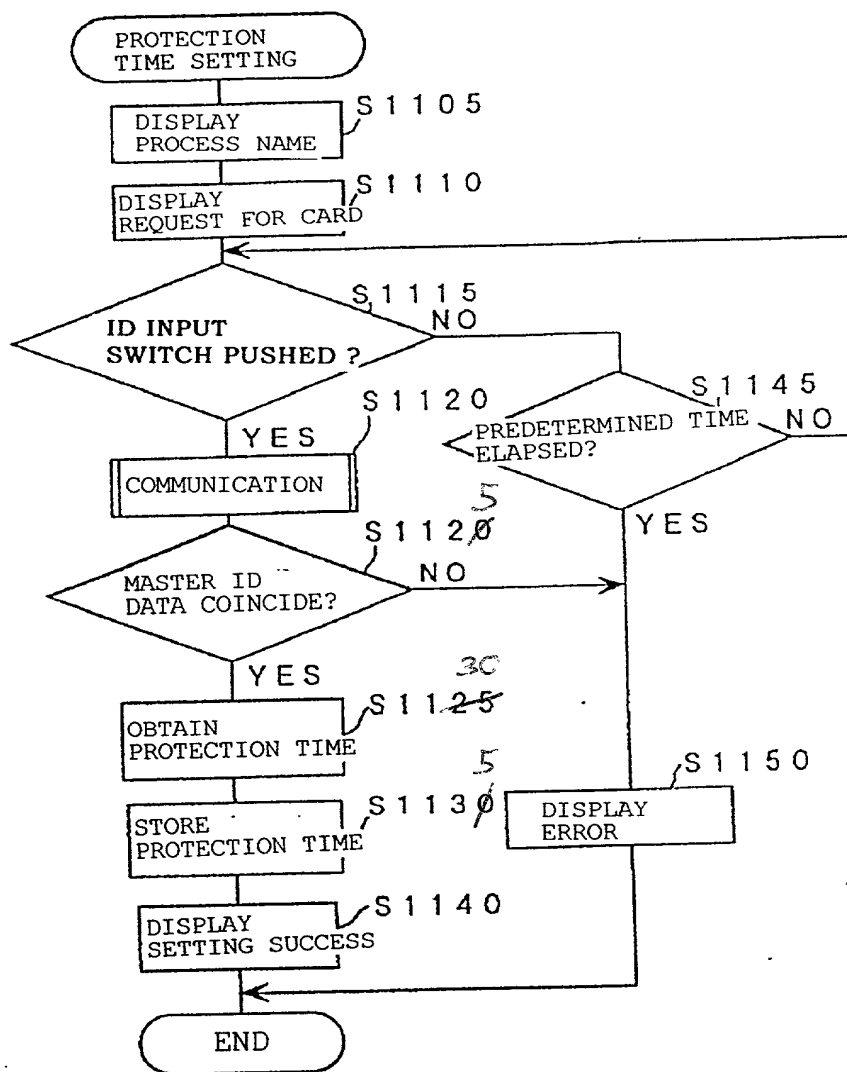 PROTECTION
TIME SETTING
S1105
DISPLAY
PROCESS NAME
S1110
DISPLAY
REQUEST FOR CARD
S1115
ID INPUT
SWITCH PUSHED ?
NO
YES
S1145
PREDETERMINED TIME
ELAPSED?
NO
YES
S1120
COMMUNICATION
5
S1120
MASTER ID
DATA COINCIDE?
NO
YES
30
S1125
OBTAIN
PROTECTION TIME
5
S1130
STORE
PROTECTION TIME
S1150
DISPLAY
ERROR
S1140
DISPLAY
SETTING SUCCESS
END